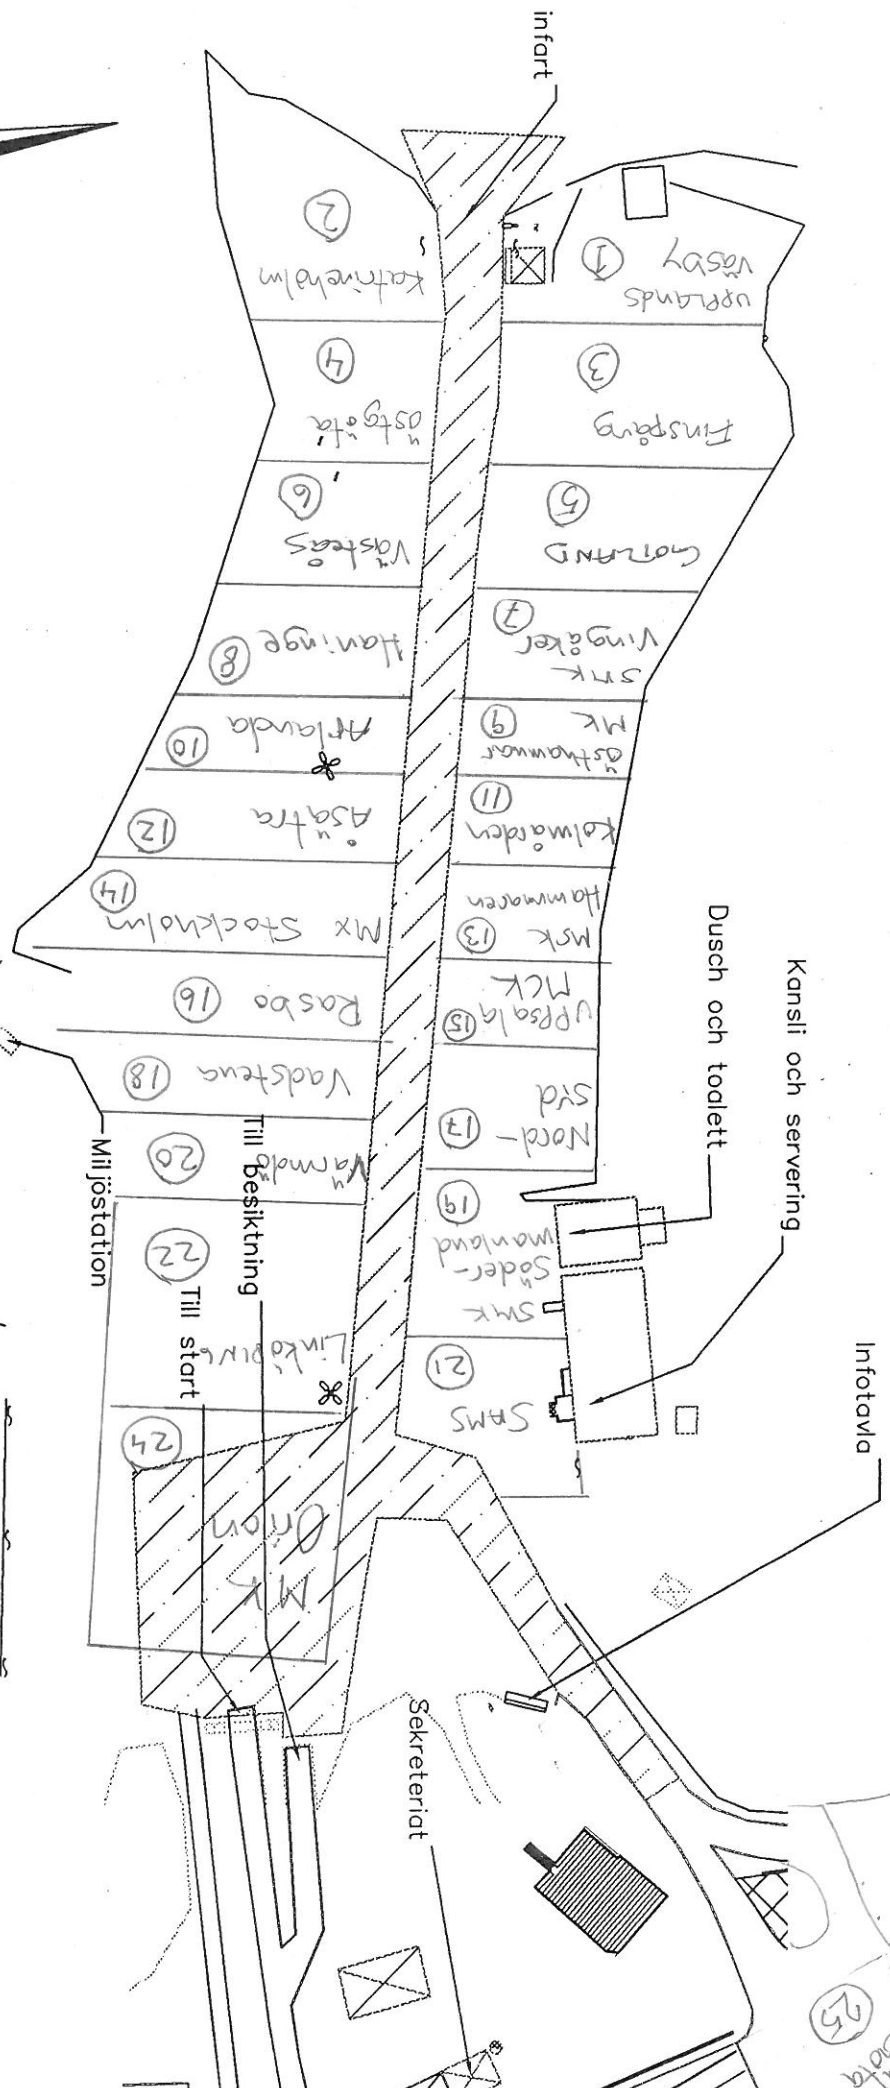 infart
1
UPPLANDS
VÄSBY
2
Katrineholm
3
Finspång
4
östgöta
5
GOTLAND
6
Västeås
7
Vingåker
SMK
8
Haninge
9
MK
östhammar
10
Arlanda
11
Kolmården
12
Åsätra
13
Hammaren
MSK
14
MX Stockholm
15
Uppsala
MCK
16
Rasbo
17
Nord-
Syd
18
Vadstena
19
SMK
Söder-
manland
20
Värmdö
21
SAMS
22
LinköpING
24
Orion
MK
25
Dusch och toalett
Kansli och servering
Infotavla
Miljöstation
Till besiktning
Till start
Sekreteriat